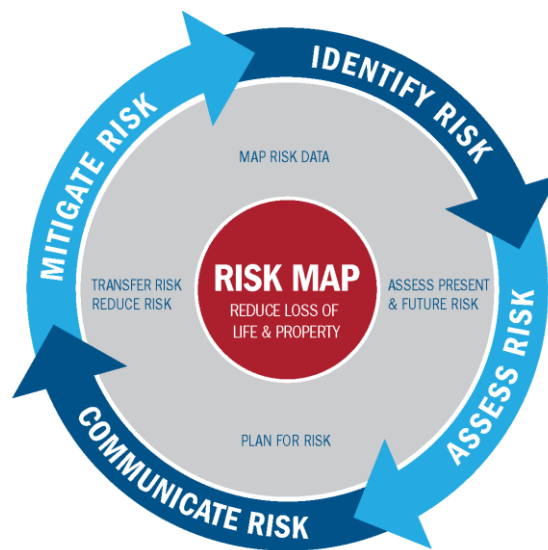 IDENTIFY RISK
ASSESS RISK
COMMUNICATE RISK
MITIGATE RISK
MAP RISK DATA
ASSESS PRESENT
& FUTURE RISK
PLAN FOR RISK
TRANSFER RISK
REDUCE RISK
RISK MAP
REDUCE LOSS OF
LIFE & PROPERTY